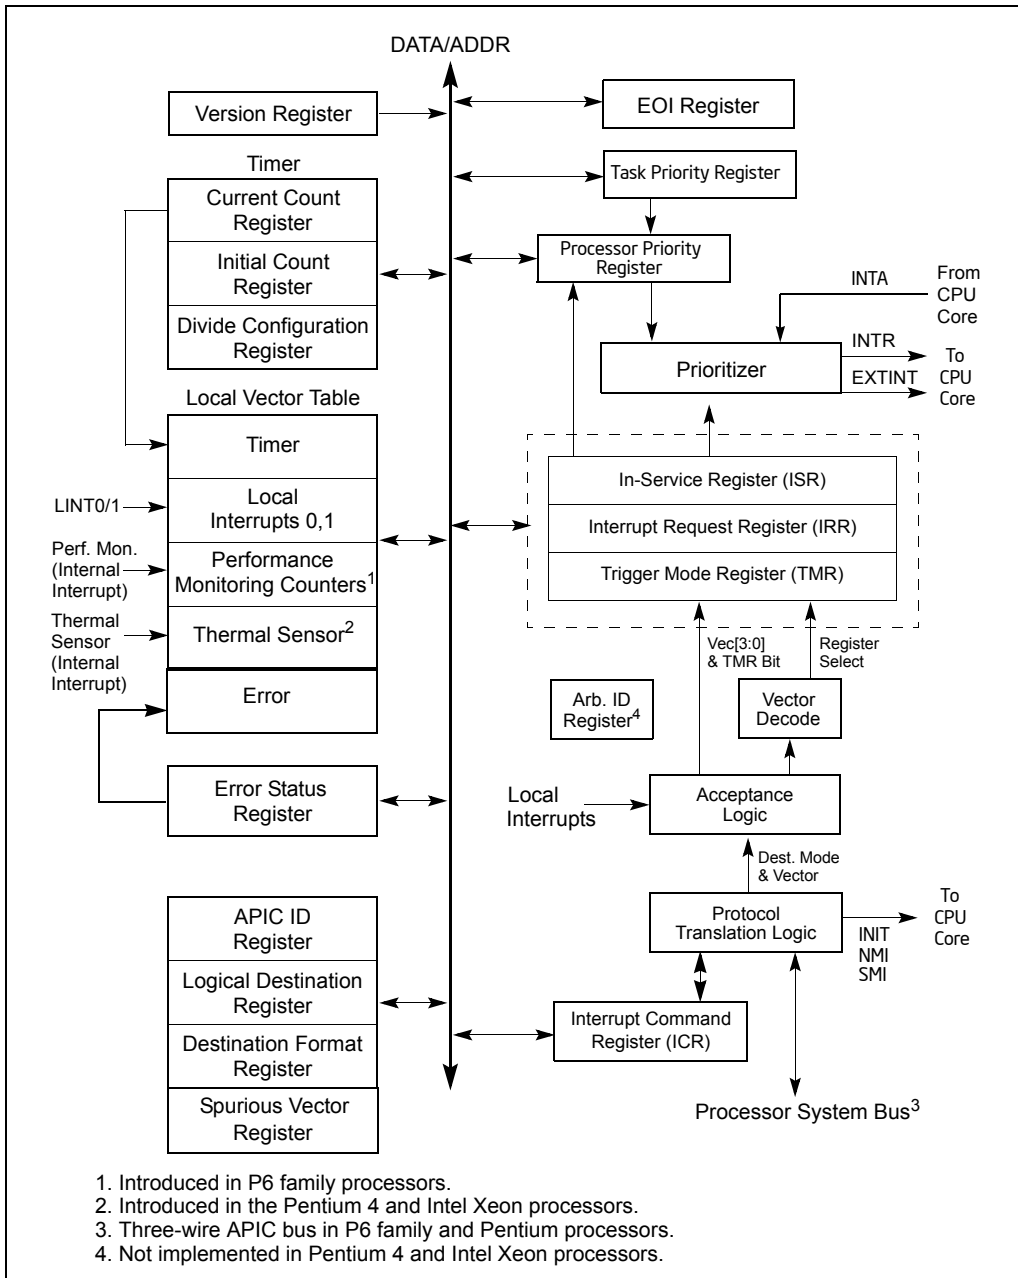 DATA/ADDR
Version Register
EOI Register
Timer
Current Count
Register
Initial Count
Register
Divide Configuration
Register
Task Priority Register
Processor Priority
Register
INTA
From
CPU
Core
Prioritizer
INTR
EXTINT
To
CPU
Core
Local Vector Table
Timer
Local
Interrupts 0,1
Performance
Monitoring Counters1
Thermal Sensor2
Error
LINT0/1
Perf. Mon.
(Internal
Interrupt)
Thermal
Sensor
(Internal
Interrupt)
In-Service Register (ISR)
Interrupt Request Register (IRR)
Trigger Mode Register (TMR)
Vec[3:0]
& TMR Bit
Register
Select
Arb. ID
Register4
Vector
Decode
Error Status
Register
Local
Interrupts
Acceptance
Logic
Dest. Mode
& Vector
Protocol
Translation Logic
INIT
NMI
SMI
To
CPU
Core
APIC ID
Register
Logical Destination
Register
Destination Format
Register
Spurious Vector
Register
Interrupt Command
Register (ICR)
Processor System Bus3
1. Introduced in P6 family processors.
2. Introduced in the Pentium 4 and Intel Xeon processors.
3. Three-wire APIC bus in P6 family and Pentium processors.
4. Not implemented in Pentium 4 and Intel Xeon processors.